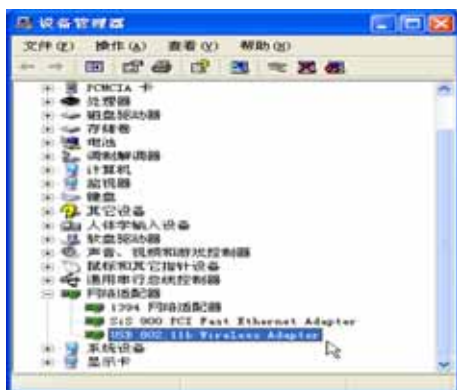 设备管理器
文件(F) 操作(A) 查看(V) 帮助(H)
PCMCIA 卡
处理器
磁盘驱动器
存储卷
电池
调制解调器
计算机
监视器
键盘
其它设备
人体学输入设备
软盘驱动器
声音、视频和游戏控制器
鼠标和其它指针设备
通用串行总线控制器
网络适配器
1394 网络适配器
SiS 900 PCI Fast Ethernet Adapter
USB 802.11b Wireless Adapter
系统设备
显示卡